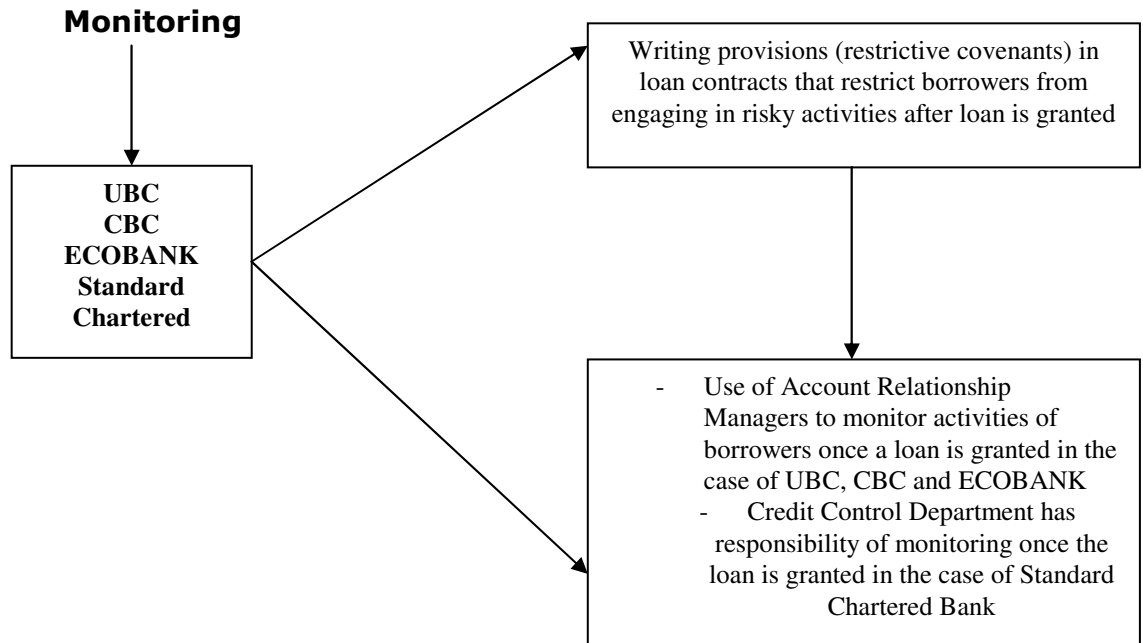 Monitoring
UBC
CBC
ECOBANK
Standard
Chartered
Writing provisions (restrictive covenants) in
loan contracts that restrict borrowers from
engaging in risky activities after loan is granted
- Use of Account Relationship
Managers to monitor activities of
borrowers once a loan is granted in the
case of UBC, CBC and ECOBANK
- Credit Control Department has
responsibility of monitoring once the
loan is granted in the case of Standard
Chartered Bank